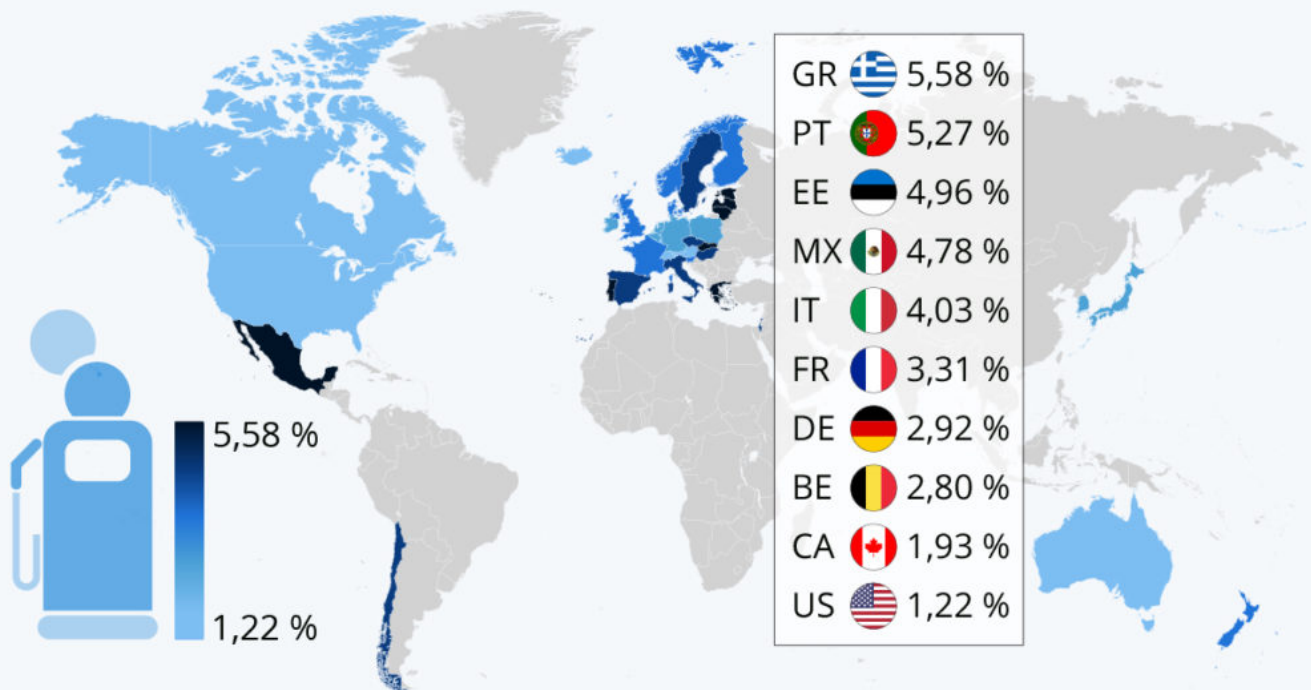 GR 5,58 %
PT 5,27 %
EE 4,96 %
MX 4,78 %
IT 4,03 %
FR 3,31 %
DE 2,92 %
BE 2,80 %
CA 1,93 %
US 1,22 %
5,58 %
1,22 %